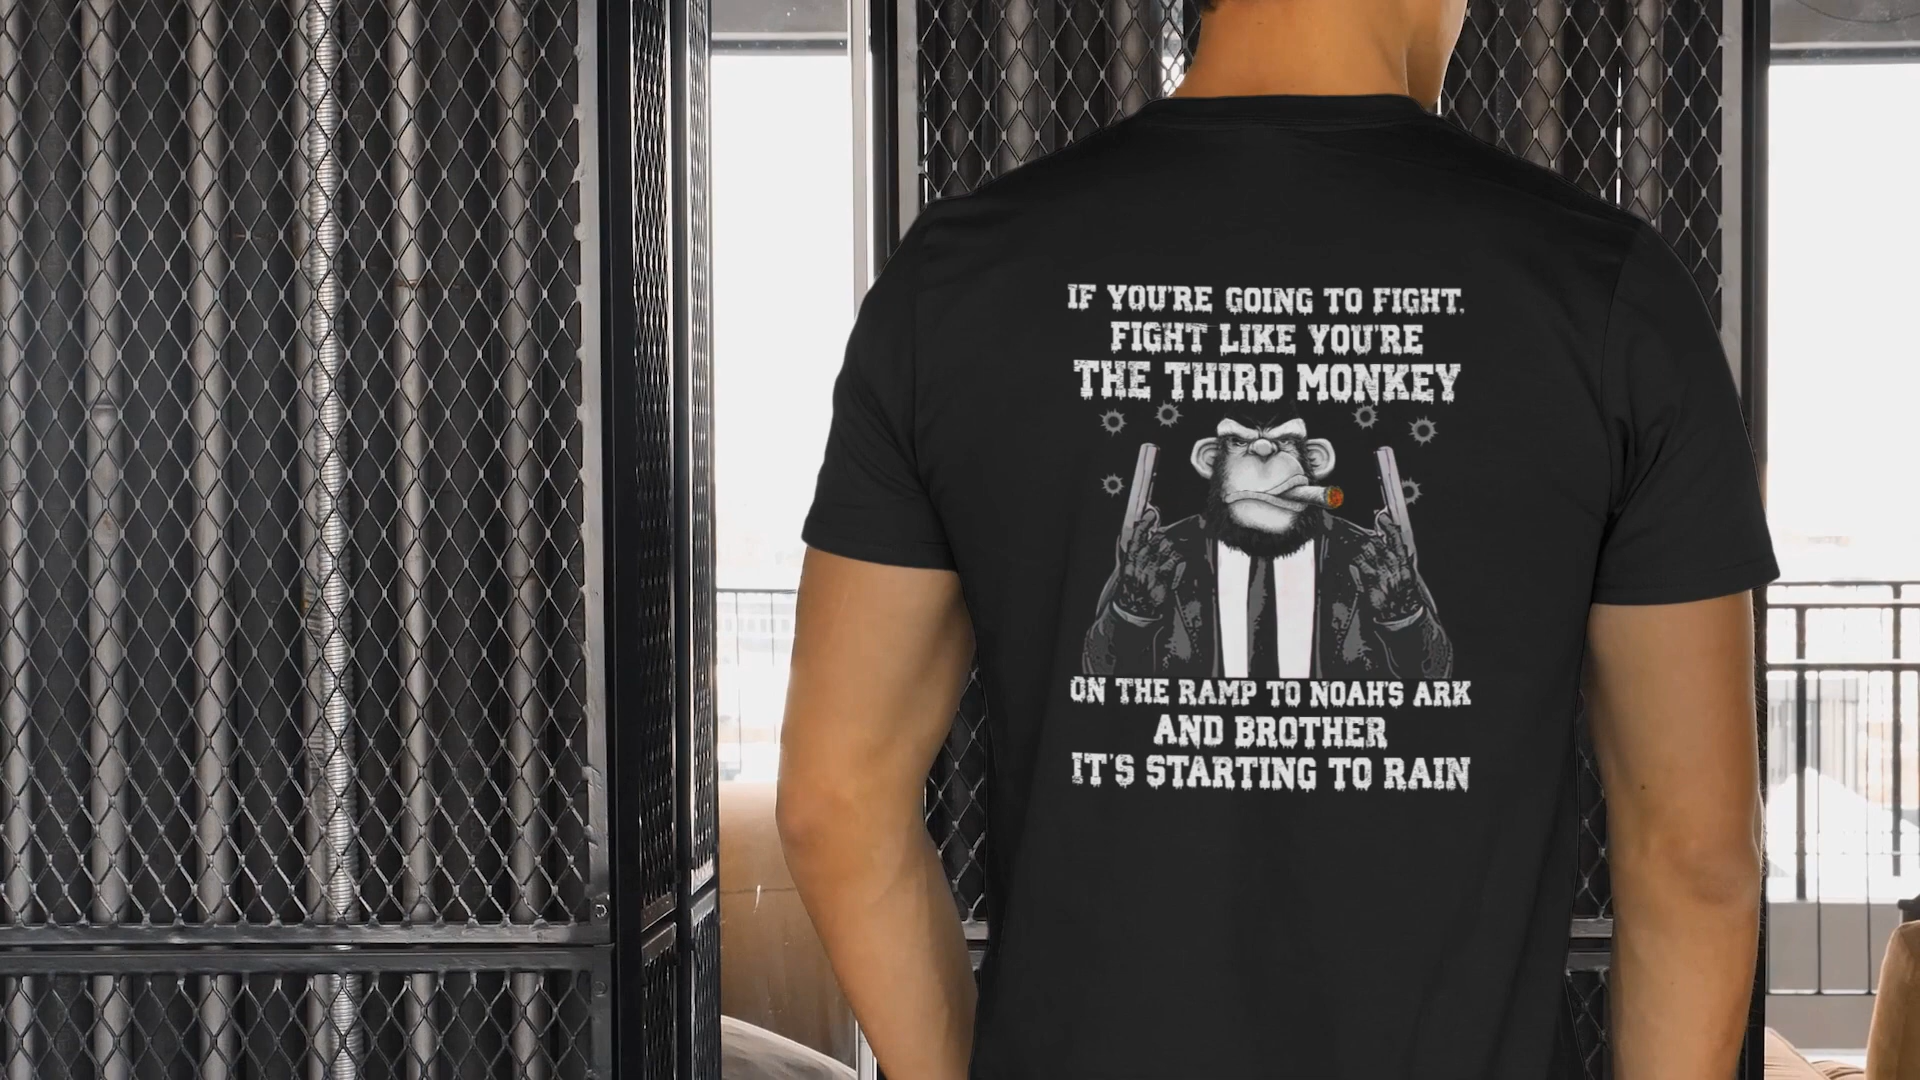 IF YOU'RE GOING TO FIGHT,
FIGHT LIKE YOU'RE
THE THIRD MONKEY
ON THE RAMP TO NOAH'S ARK
AND BROTHER
IT'S STARTING TO RAIN